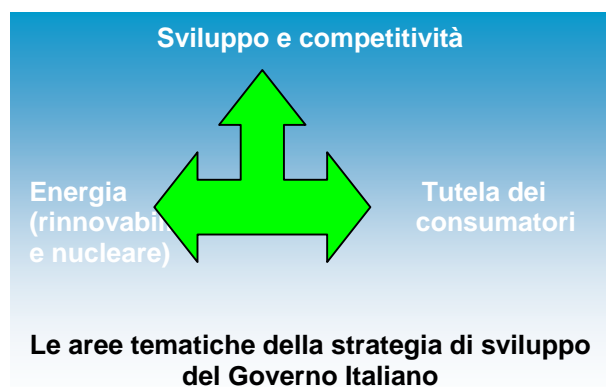 Sviluppo e competitività
Energia
(rinnovabi
e nucleare)
Tutela dei
consumatori
Le aree tematiche della strategia di sviluppo
del Governo Italiano